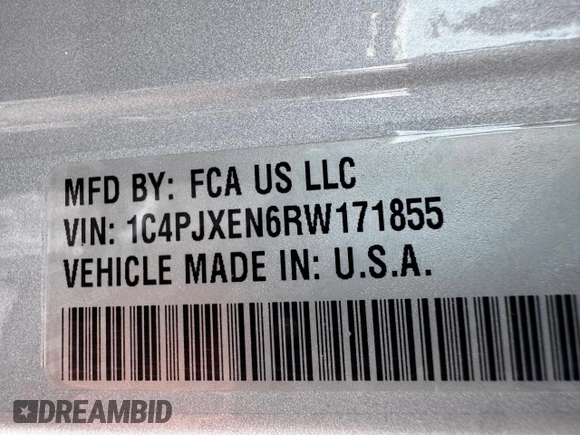 MFD BY: FCA US LLC
VIN: 1C4PJXEN6RW171855
VEHICLE MADE IN: U.S.A.
DREAMBID